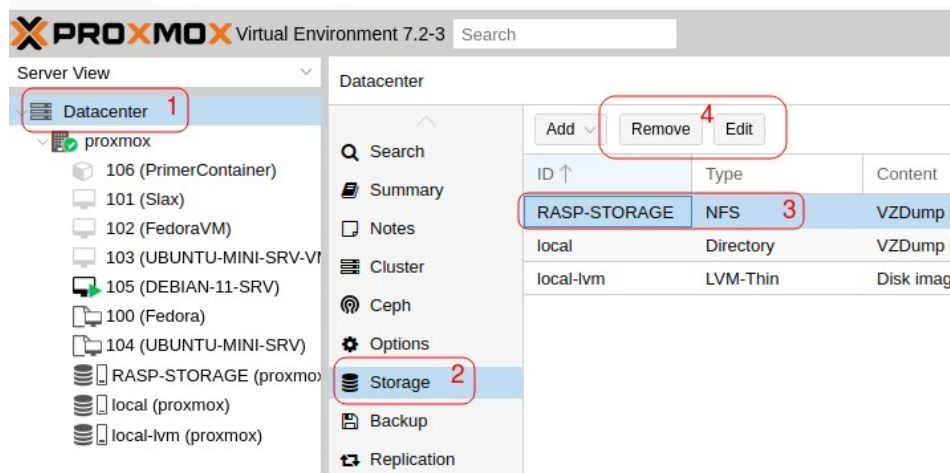 PROXMOX Virtual Environment 7.2-3 Search
Server View
Datacenter 1
proxmox
106 (PrimerContainer)
101 (Slax)
102 (FedoraVM)
103 (UBUNTU-MINI-SRV-VM
105 (DEBIAN-11-SRV)
100 (Fedora)
104 (UBUNTU-MINI-SRV)
RASP-STORAGE (proxmox
local (proxmox)
local-lvm (proxmox)
Datacenter
Search
Summary
Notes
Cluster
Ceph
Options
Storage 2
Backup
Replication
4
Add Remove Edit
ID Type Content
RASP-STORAGE NFS 3 VZDump
local Directory VZDump
local-lvm LVM-Thin Disk imag